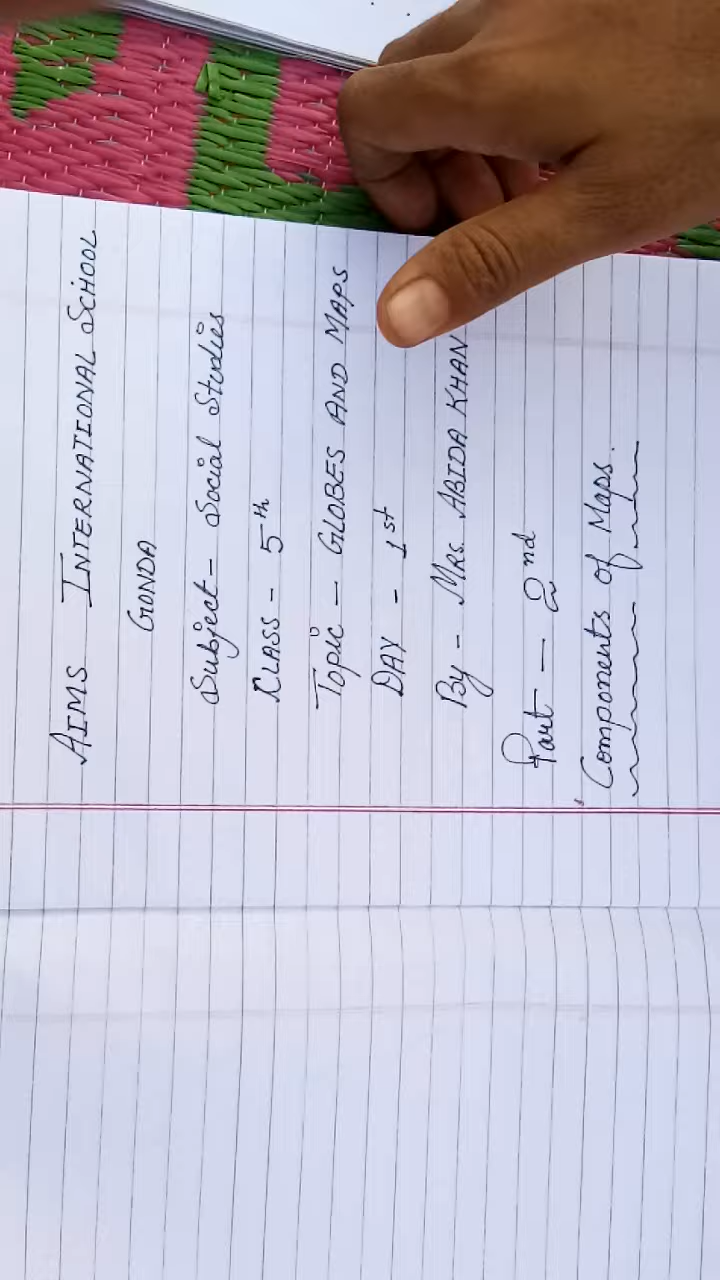 AIMS INTERNATIONAL SCHOOL
GONDA
Subject - Social Studies
CLASS - 5th
Topic - GLOBES AND MAPS
DAY - 1st
By - MRS. ABIDA KHAN
Part - 2nd
Components of Maps.